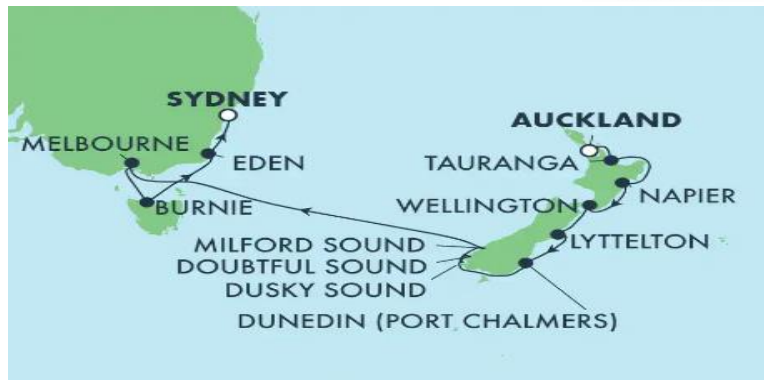 SYDNEY
AUCKLAND
MELBOURNE
EDEN
TAURANGA
NAPIER
WELLINGTON
BURNIE
LYTTELTON
MILFORD SOUND
DOUBTFUL SOUND
DUSKY SOUND
DUNEDIN (PORT CHALMERS)